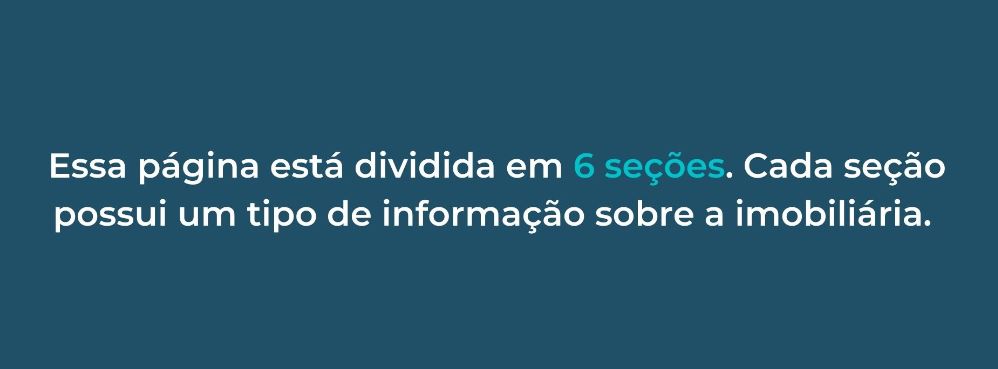 Essa página está dividida em 6 seções. Cada seção
possui um tipo de informação sobre a imobiliária.